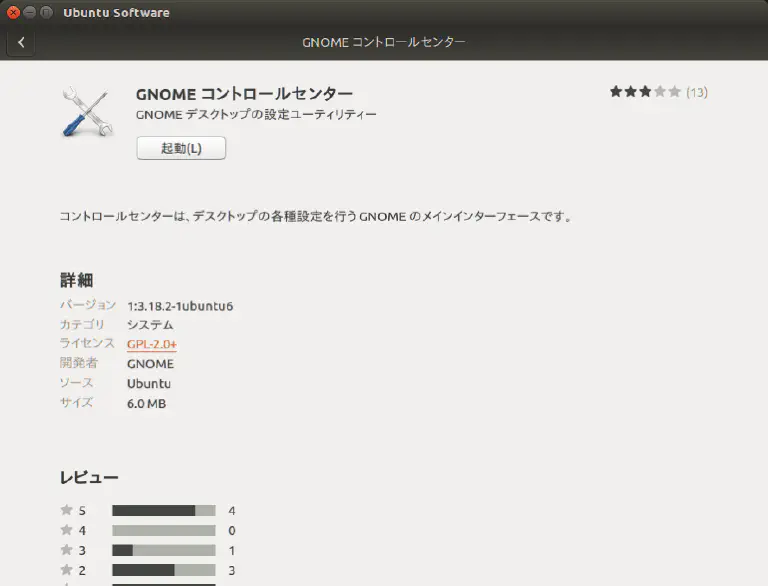 Ubuntu Software
GNOME コントロールセンター
GNOME コントロールセンター
(13)
GNOME デスクトップの設定ユーティリティー
起動(L)
コントロールセンターは、デスクトップの各種設定を行う GNOME のメインインターフェースです。
詳細
バージョン 1:3.18.2-1ubuntu6
カテゴリ システム
ライセンス GPL-2.0+
開発者 GNOME
ソース Ubuntu
サイズ 6.0 MB
レビュー
5 4
4 0
3 1
2 3